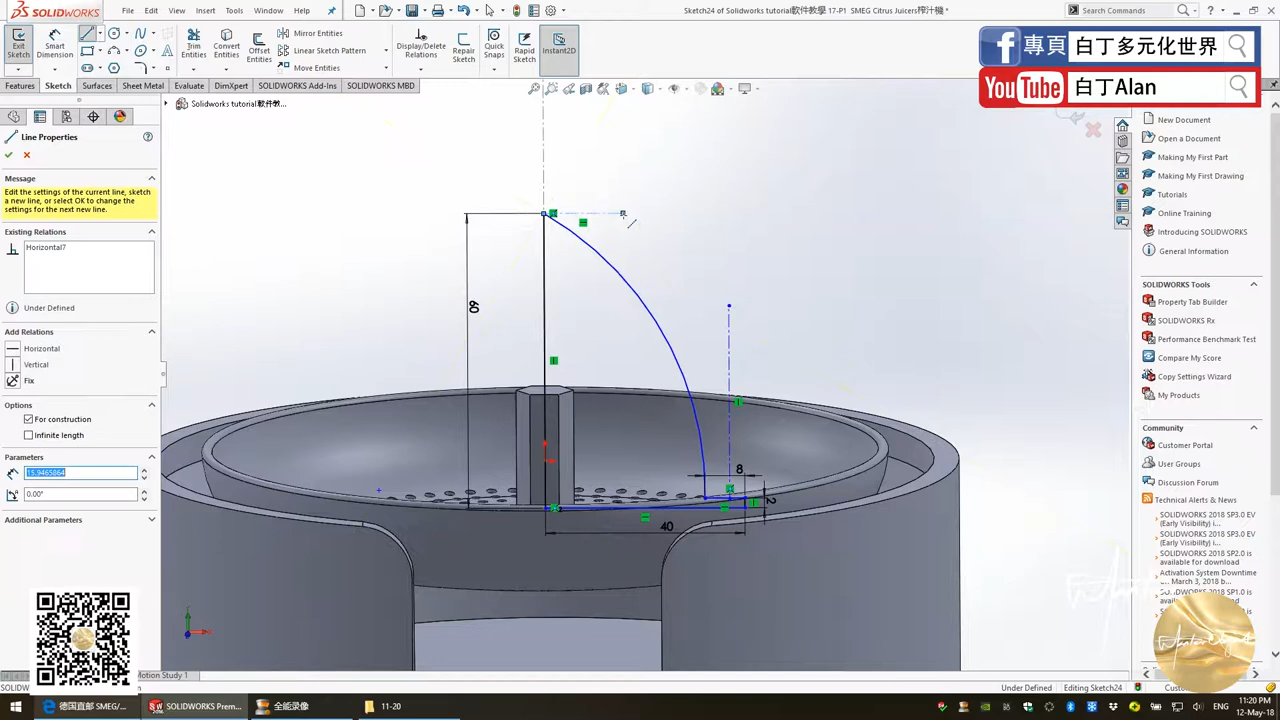 SOLIDWORKS
File
Edit
View
Insert
Tools
Window
Help
Sketch24 of Solidworks tutorial軟件教學 17-P1 SMEG Citrus Juicers榨汁機 *
Search Commands
Exit Sketch
Smart Dimension
Trim Entities
Convert Entities
Offset Entities
Mirror Entities
Linear Sketch Pattern
Move Entities
Display/Delete Relations
Repair Sketch
Quick Snaps
Rapid Sketch
Instant2D
專頁 白丁多元化世界
YouTube 白丁Alan
Features
Sketch
Surfaces
Sheet Metal
Evaluate
DimXpert
SOLIDWORKS Add-Ins
SOLIDWORKS MBD
Solidworks tutorial軟件教...
Line Properties
Message
Edit the settings of the current line, sketch a new line, or select OK to change the settings for the next new line.
Existing Relations
Horizontal7
Under Defined
Add Relations
Horizontal
Vertical
Fix
Options
For construction
Infinite length
Parameters
15.9465864
0.00°
Additional Parameters
60
8
2
40
New Document
Open a Document
Making My First Part
Making My First Drawing
Tutorials
Online Training
Introducing SOLIDWORKS
General Information
SOLIDWORKS Tools
Property Tab Builder
SOLIDWORKS Rx
Performance Benchmark Test
Compare My Score
Copy Settings Wizard
My Products
Community
Customer Portal
User Groups
Discussion Forum
Technical Alerts & News
SOLIDWORKS 2018 SP3.0 EV (Early Visibility) i...
SOLIDWORKS 2018 SP3.0 EV (Early Visibility) i...
SOLIDWORKS 2018 SP2.0 is available for download
Activation System Downtime
March 3, 2018 b...
Motion Study 1
Under Defined
Editing Sketch24
德国直邮 SMEG/...
SOLIDWORKS Prem...
全能录像
11-20
ENG
11:20 PM
12-May-18